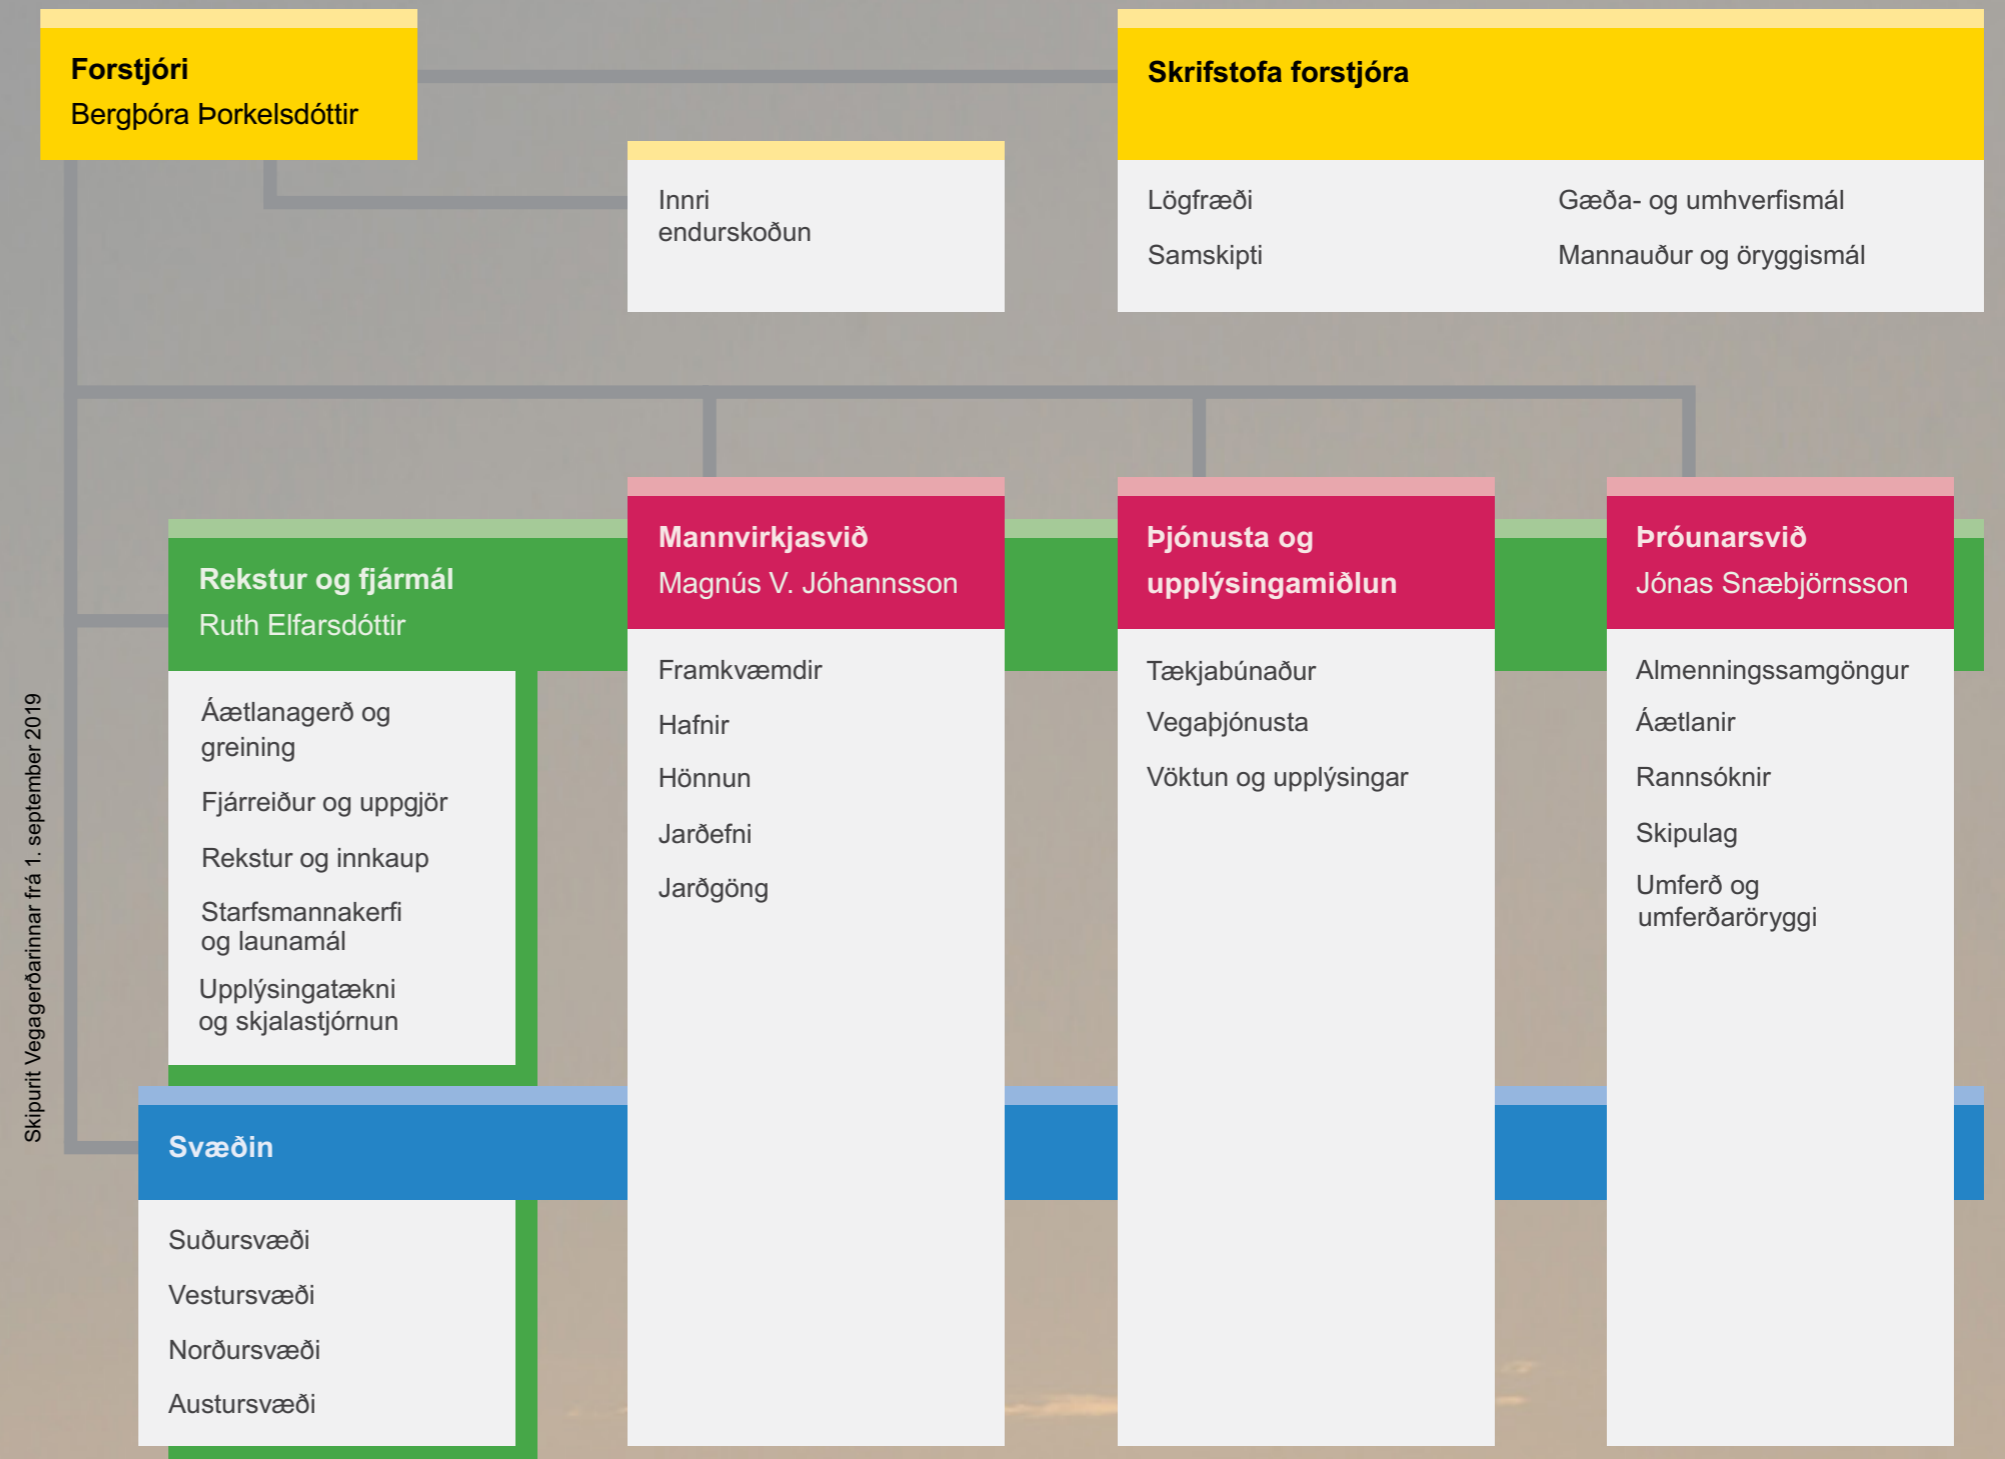 Forstjóri
Bergþóra Þorkelsdóttir
Skrifstofa forstjóra
Innri
endurskoðun
Lögfræði
Samskipti
Gæða- og umhverfismál
Mannauður og öryggismál
Rekstur og fjármál
Ruth Elfarsdóttir
Áætlanagerð og
greining
Fjárreiður og uppgjör
Rekstur og innkaup
Starfsmannakerfi
og launamál
Upplýsingatækni
og skjalastjórnun
Mannvirkjasvið
Magnús V. Jóhannsson
Framkvæmdir
Hafnir
Hönnun
Jarðefni
Jarðgöng
Þjónusta og
upplýsingamiðlun
Tækjabúnaður
Vegaþjónusta
Vöktun og upplýsingar
Þróunarsvið
Jónas Snæbjörnsson
Almenningssamgöngur
Áætlanir
Rannsóknir
Skipulag
Umferð og
umferðaröryggi
Svæðin
Suðursvæði
Vestursvæði
Norðursvæði
Austursvæði
Skipurit Vegagerðarinnar frá 1. september 2019